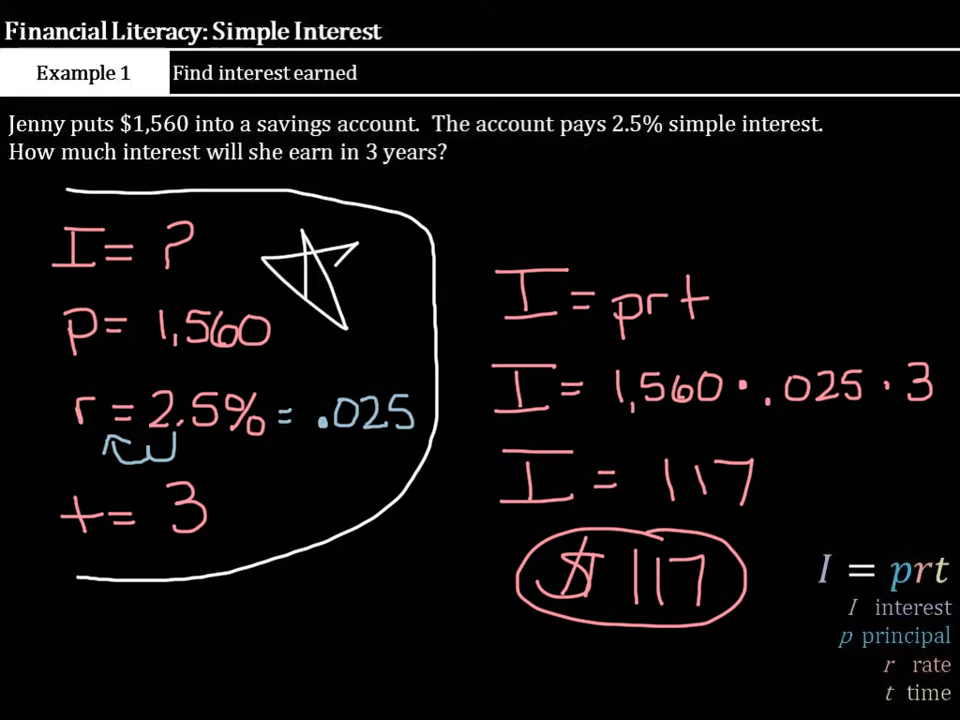 Financial Literacy: Simple Interest
Example 1
Find interest earned
Jenny puts $1,560 into a savings account. The account pays 2.5% simple interest.
How much interest will she earn in 3 years?
I = ?
p = 1,560
r = 2.5% = .025
t = 3
I = prt
I = 1,560 · .025 · 3
I = 117
$117
I = prt
I interest
p principal
r rate
t time